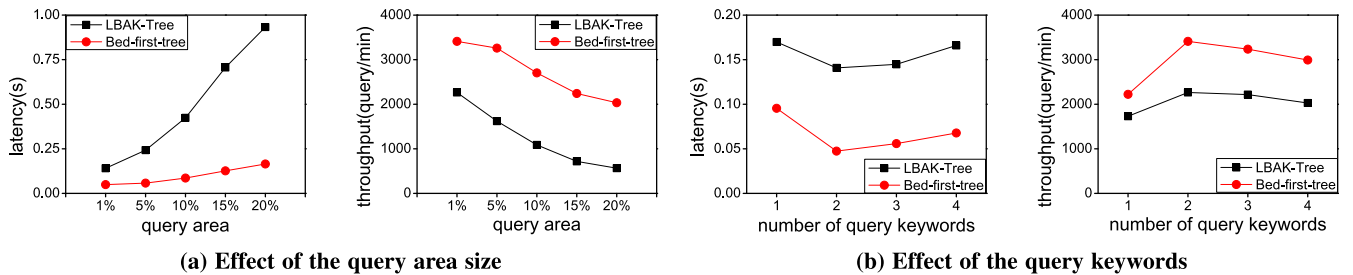 LBAK-Tree
Bed-first-tree
1.00
0.75
0.50
0.25
0.00
latency(s)
1% 5% 10% 15% 20%
query area
LBAK-Tree
Bed-first-tree
4000
3000
2000
1000
0
throughput(query/min)
1% 5% 10% 15% 20%
query area
(a) Effect of the query area size
0.20
0.15
0.10
0.05
0.00
latency(s)
LBAK-Tree
Bed-first-tree
1 2 3 4
number of query keywords
4000
3000
2000
1000
0
throughput(query/min)
LBAK-Tree
Bed-first-tree
1 2 3 4
number of query keywords
(b) Effect of the query keywords